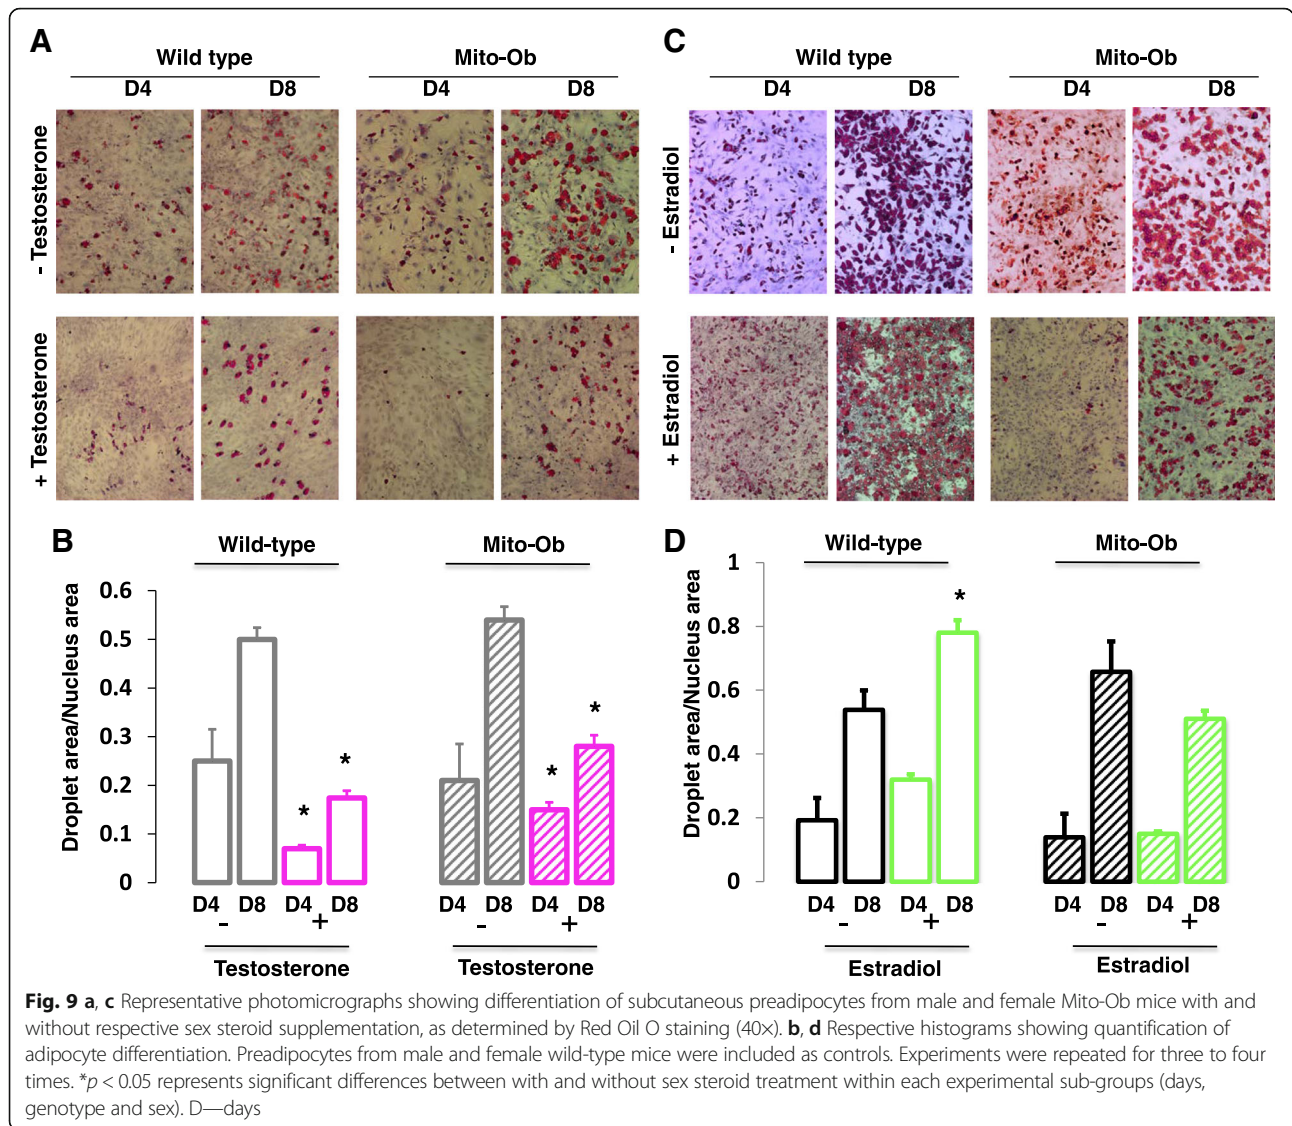 A
Wild type
Mito-Ob
D4
D8
D4
D8
- Testosterone
+ Testosterone
C
Wild type
Mito-Ob
D4
D8
D4
D8
- Estradiol
+ Estradiol
B
Wild-type
Mito-Ob
Droplet area/Nucleus area
0.6
0.5
0.4
0.3
0.2
0.1
0
* * * *
D4 D8 D4 D8 D4 D8 D4 D8
- + - +
Testosterone
Testosterone
D
Wild-type
Mito-Ob
Droplet area/Nucleus area
1
0.8
0.6
0.4
0.2
0
*
D4 D8 D4 D8 D4 D8 D4 D8
- + - +
Estradiol
Estradiol
Fig. 9 a, c Representative photomicrographs showing differentiation of subcutaneous preadipocytes from male and female Mito-Ob mice with and
without respective sex steroid supplementation, as determined by Red Oil O staining (40×). b, d Respective histograms showing quantification of
adipocyte differentiation. Preadipocytes from male and female wild-type mice were included as controls. Experiments were repeated for three to four
times. *p < 0.05 represents significant differences between with and without sex steroid treatment within each experimental sub-groups (days,
genotype and sex). D—days